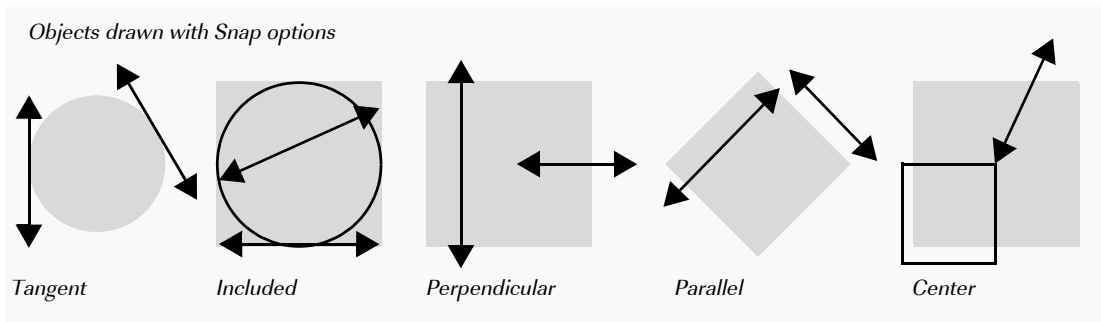 Objects drawn with Snap options
Tangent
Included
Perpendicular
Parallel
Center